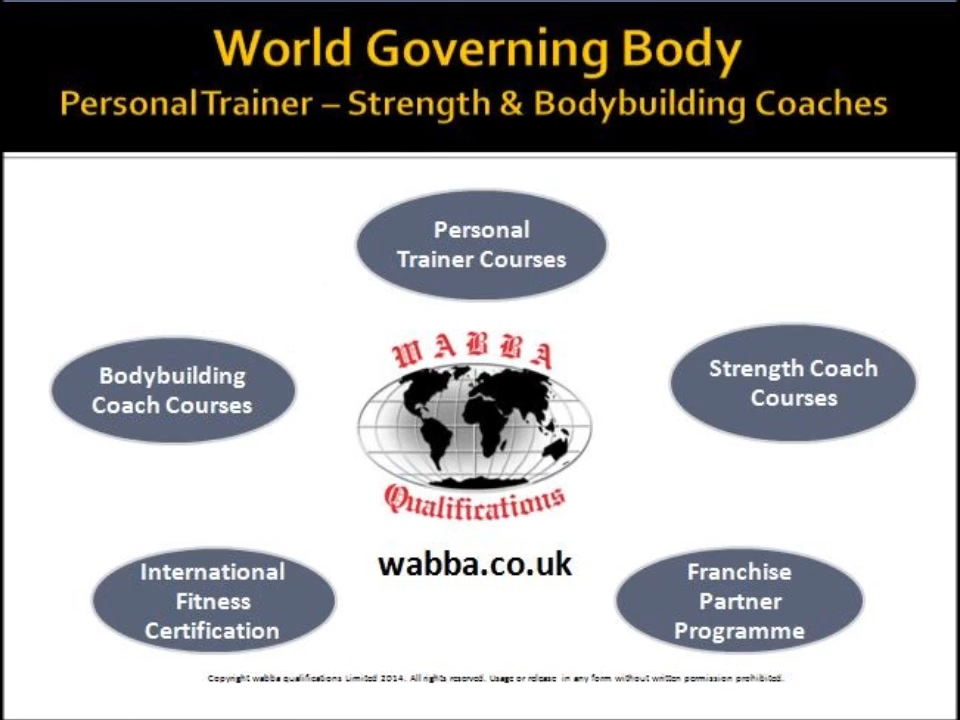 World Governing Body
Personal Trainer – Strength & Bodybuilding Coaches
Personal
Trainer Courses
Bodybuilding
Coach Courses
WABBA
Qualifications
wabba.co.uk
Strength Coach
Courses
International
Fitness
Certification
Franchise
Partner
Programme
Copyright wabba qualifications Limited 2014. All rights reserved. Usage or release in any form without written permission prohibited.